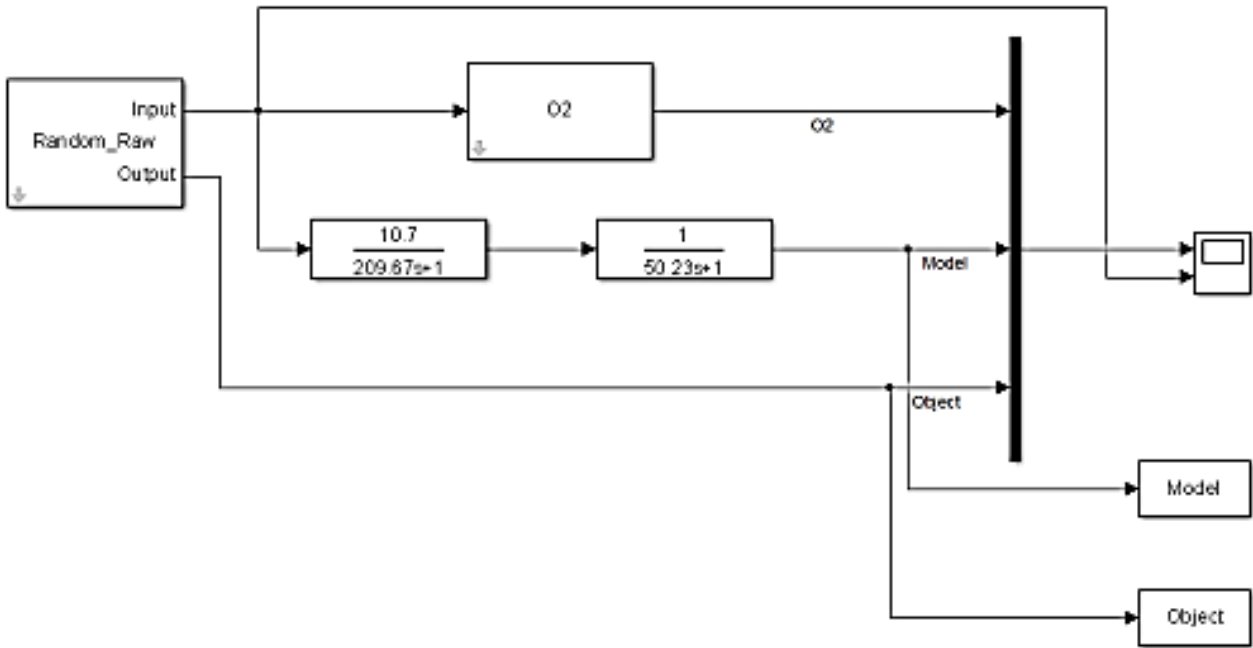 Input
Random_Raw
Output
O2
O2
10.7
209.67s+1
1
50.23s+1
Model
Object
Model
Object